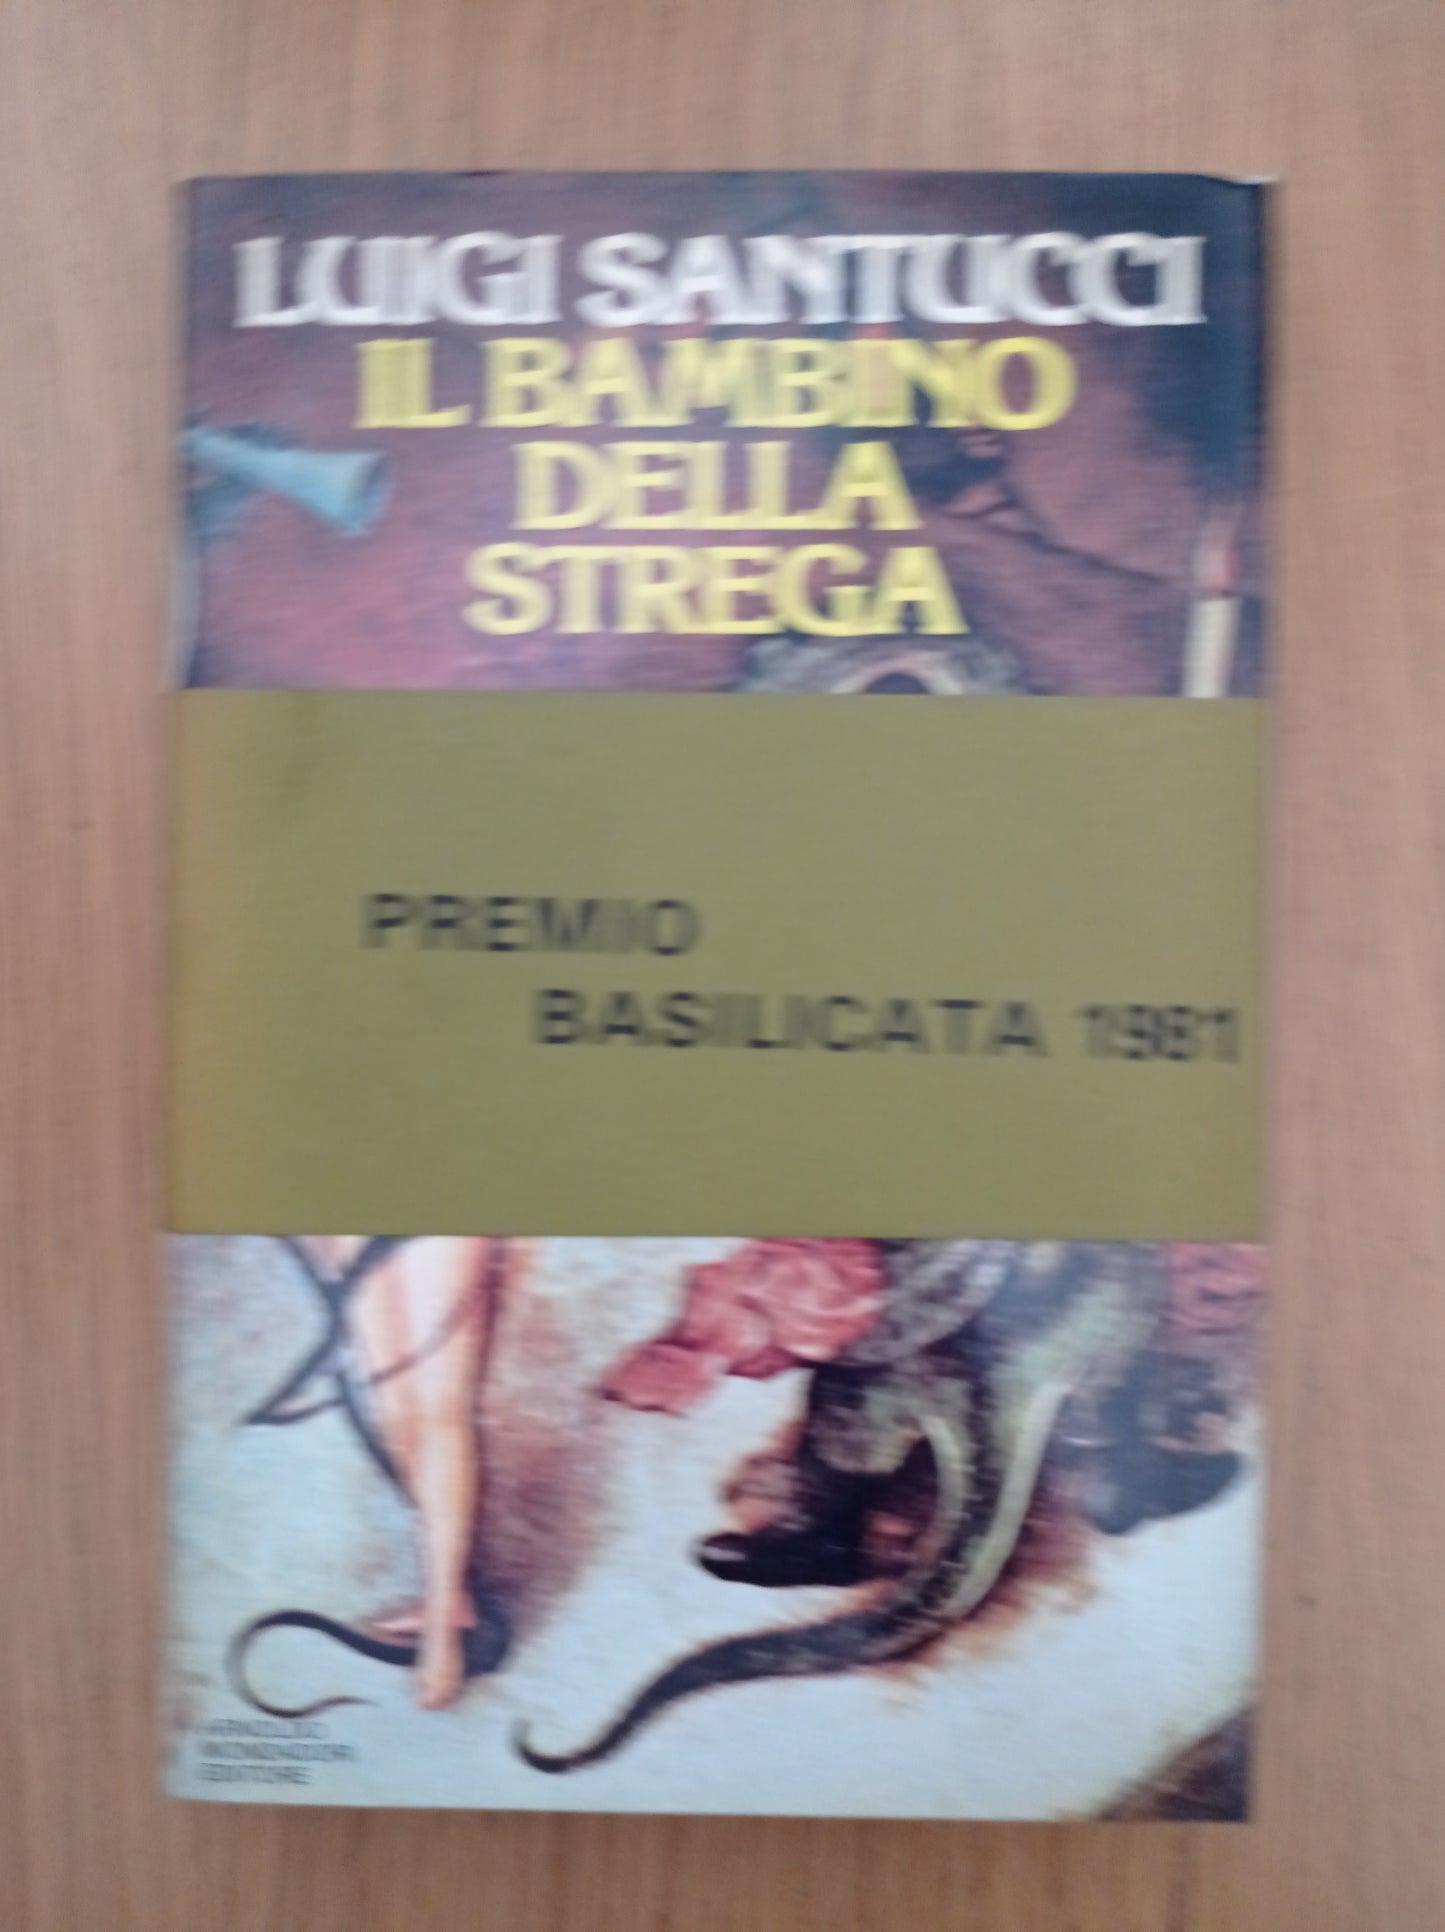 LUIGI SANTUCCI
IL BAMBINO
DELLA
STREGA
PREMIO
BASILICATA 1981
ARNOLDO
MONDADORI
EDITORE